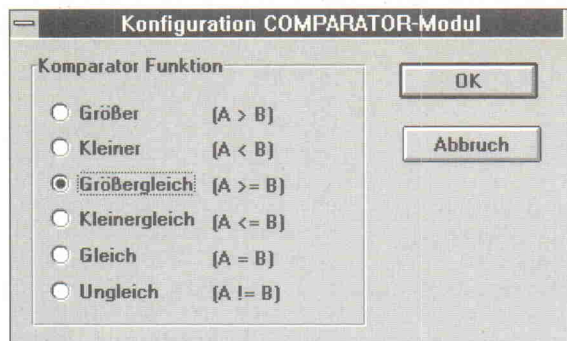 Konfiguration COMPARATOR-Modul
Komparator Funktion
Größer (A > B)
Kleiner (A < B)
Größergleich (A >= B)
Kleinergleich (A <= B)
Gleich (A = B)
Ungleich (A != B)
OK
Abbruch